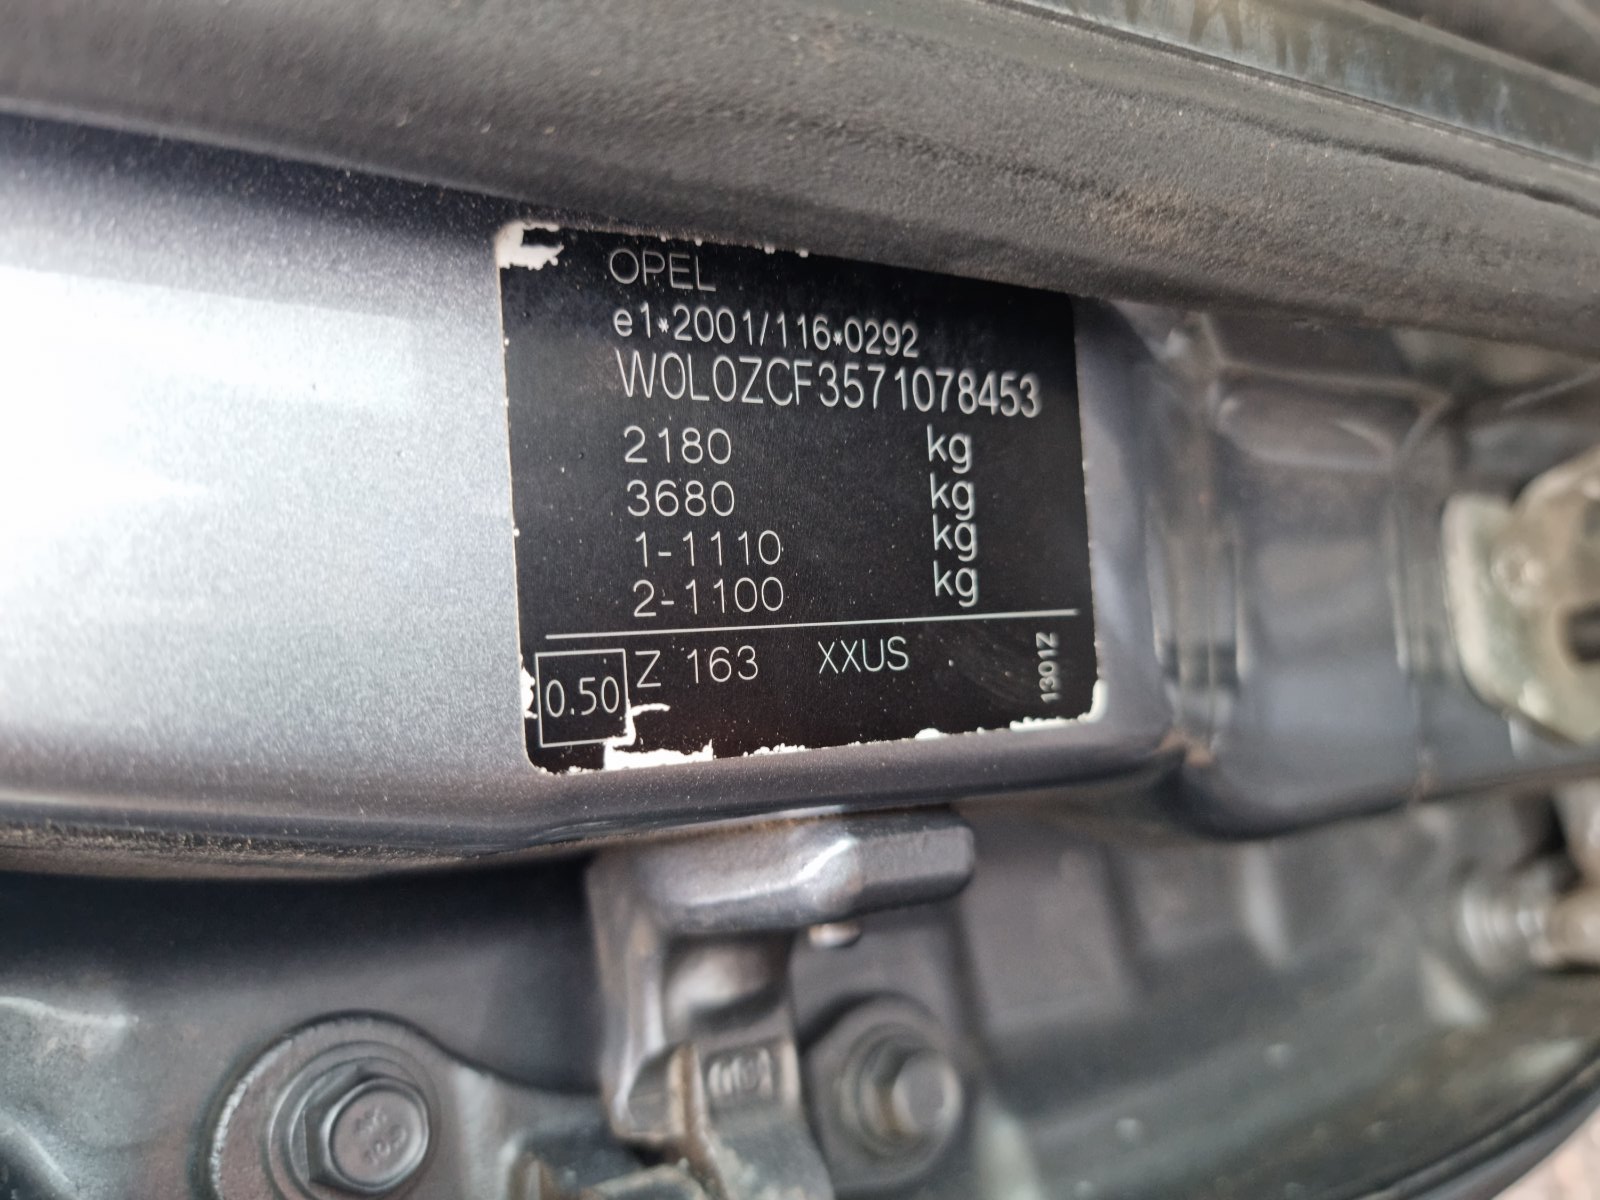 OPEL
e1*2001/116*0292
W0L0ZCF3571078453
2180 kg
3680 kg
1-1110 kg
2-1100 kg
0.50 Z 163 XXUS
1301Z